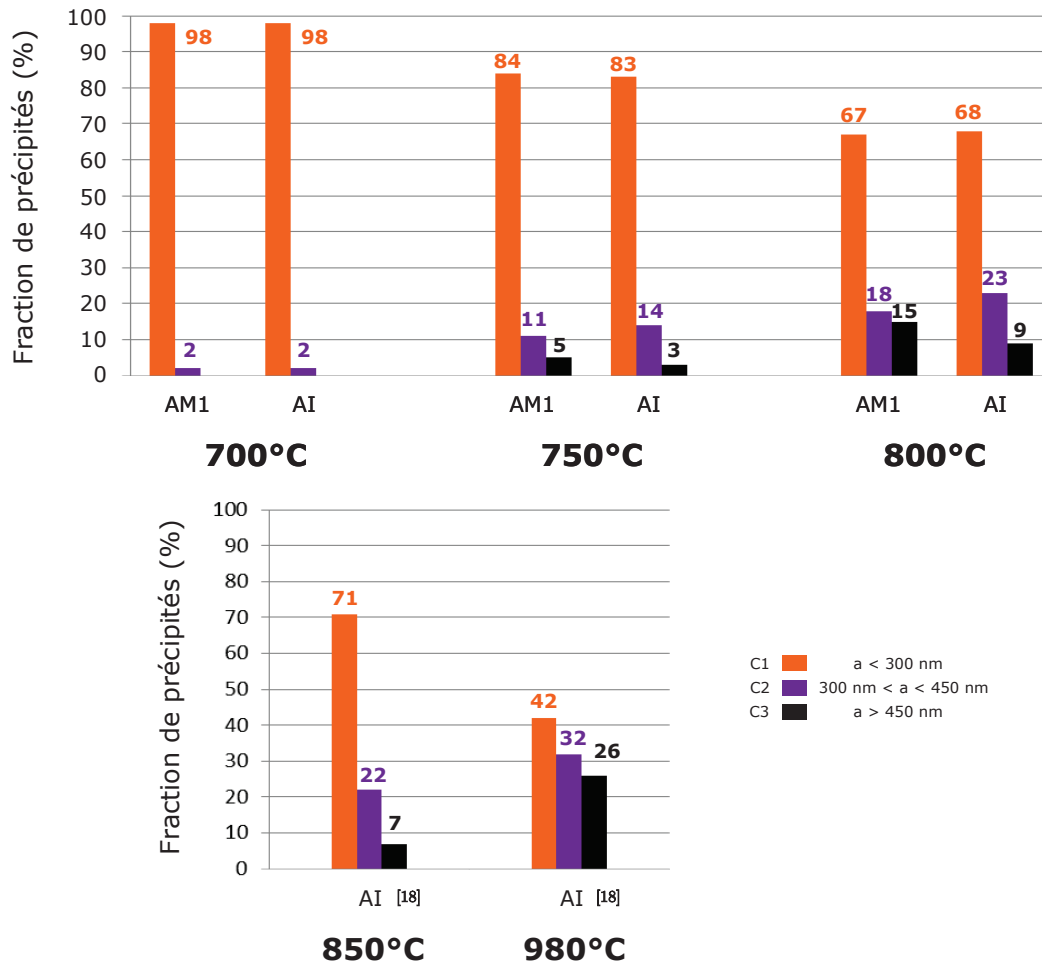 Fraction de précipités (%)
100
90
80
70
60
50
40
30
20
10
0
98
2
98
2
84
11
5
83
14
3
67
18
15
68
23
9
AM1
AI
AM1
AI
AM1
AI
700°C
750°C
800°C
Fraction de précipités (%)
100
90
80
70
60
50
40
30
20
10
0
71
22
7
42
32
26
AI [18]
AI [18]
850°C
980°C
C1 a < 300 nm
C2 300 nm < a < 450 nm
C3 a > 450 nm